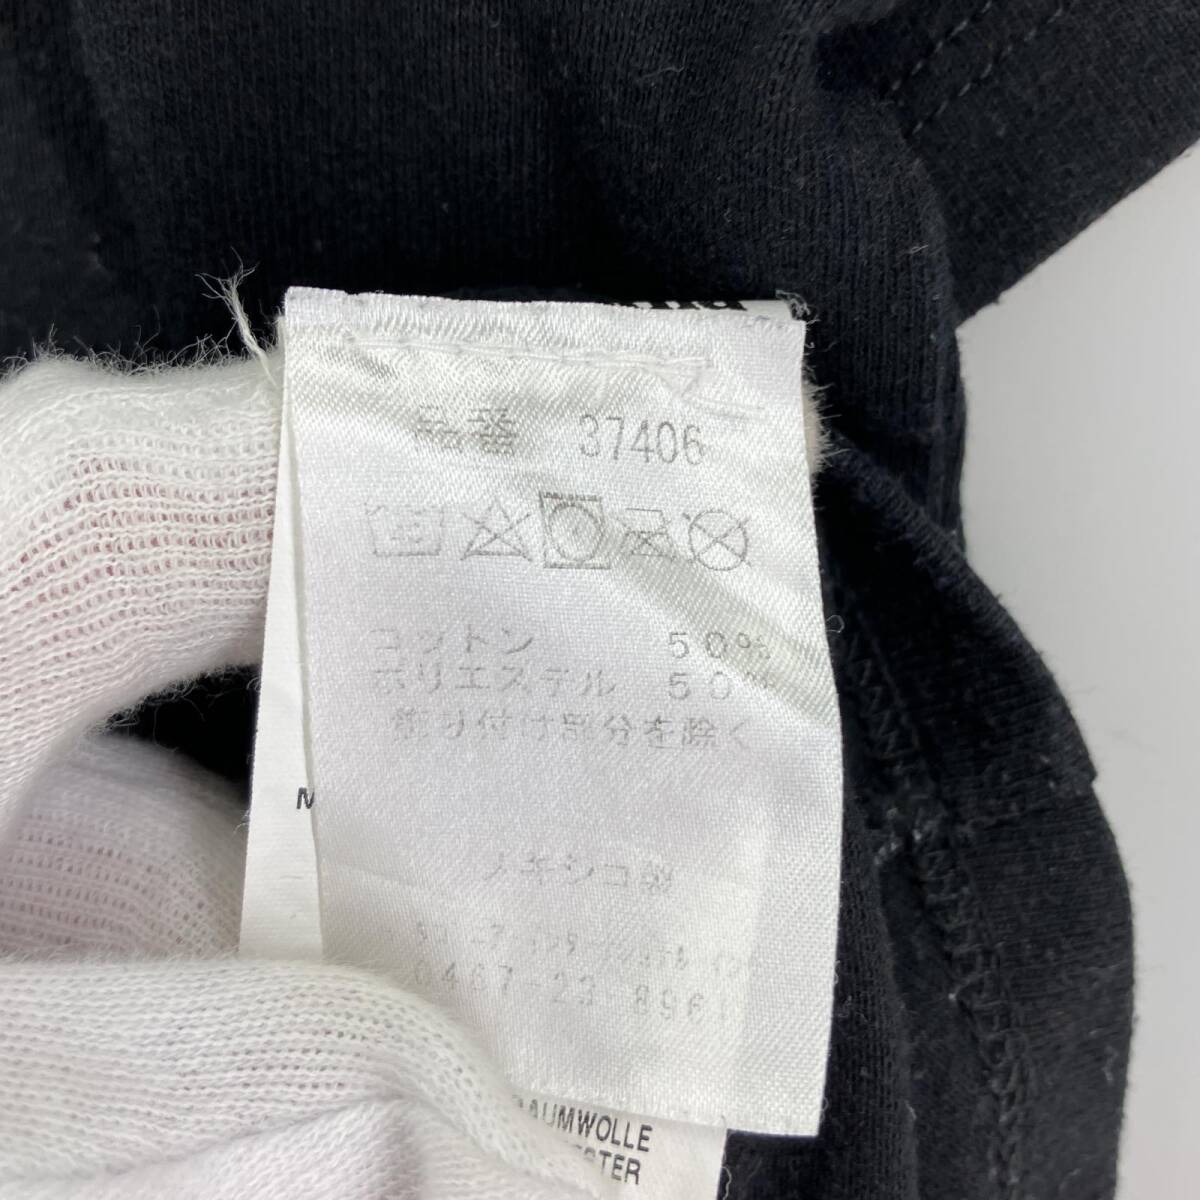 品番 37406
コットン 50%
ポリエステル 50%
飾り付け部分を除く
M
メキシコ製
0467-23-8961
BAUMWOLLE